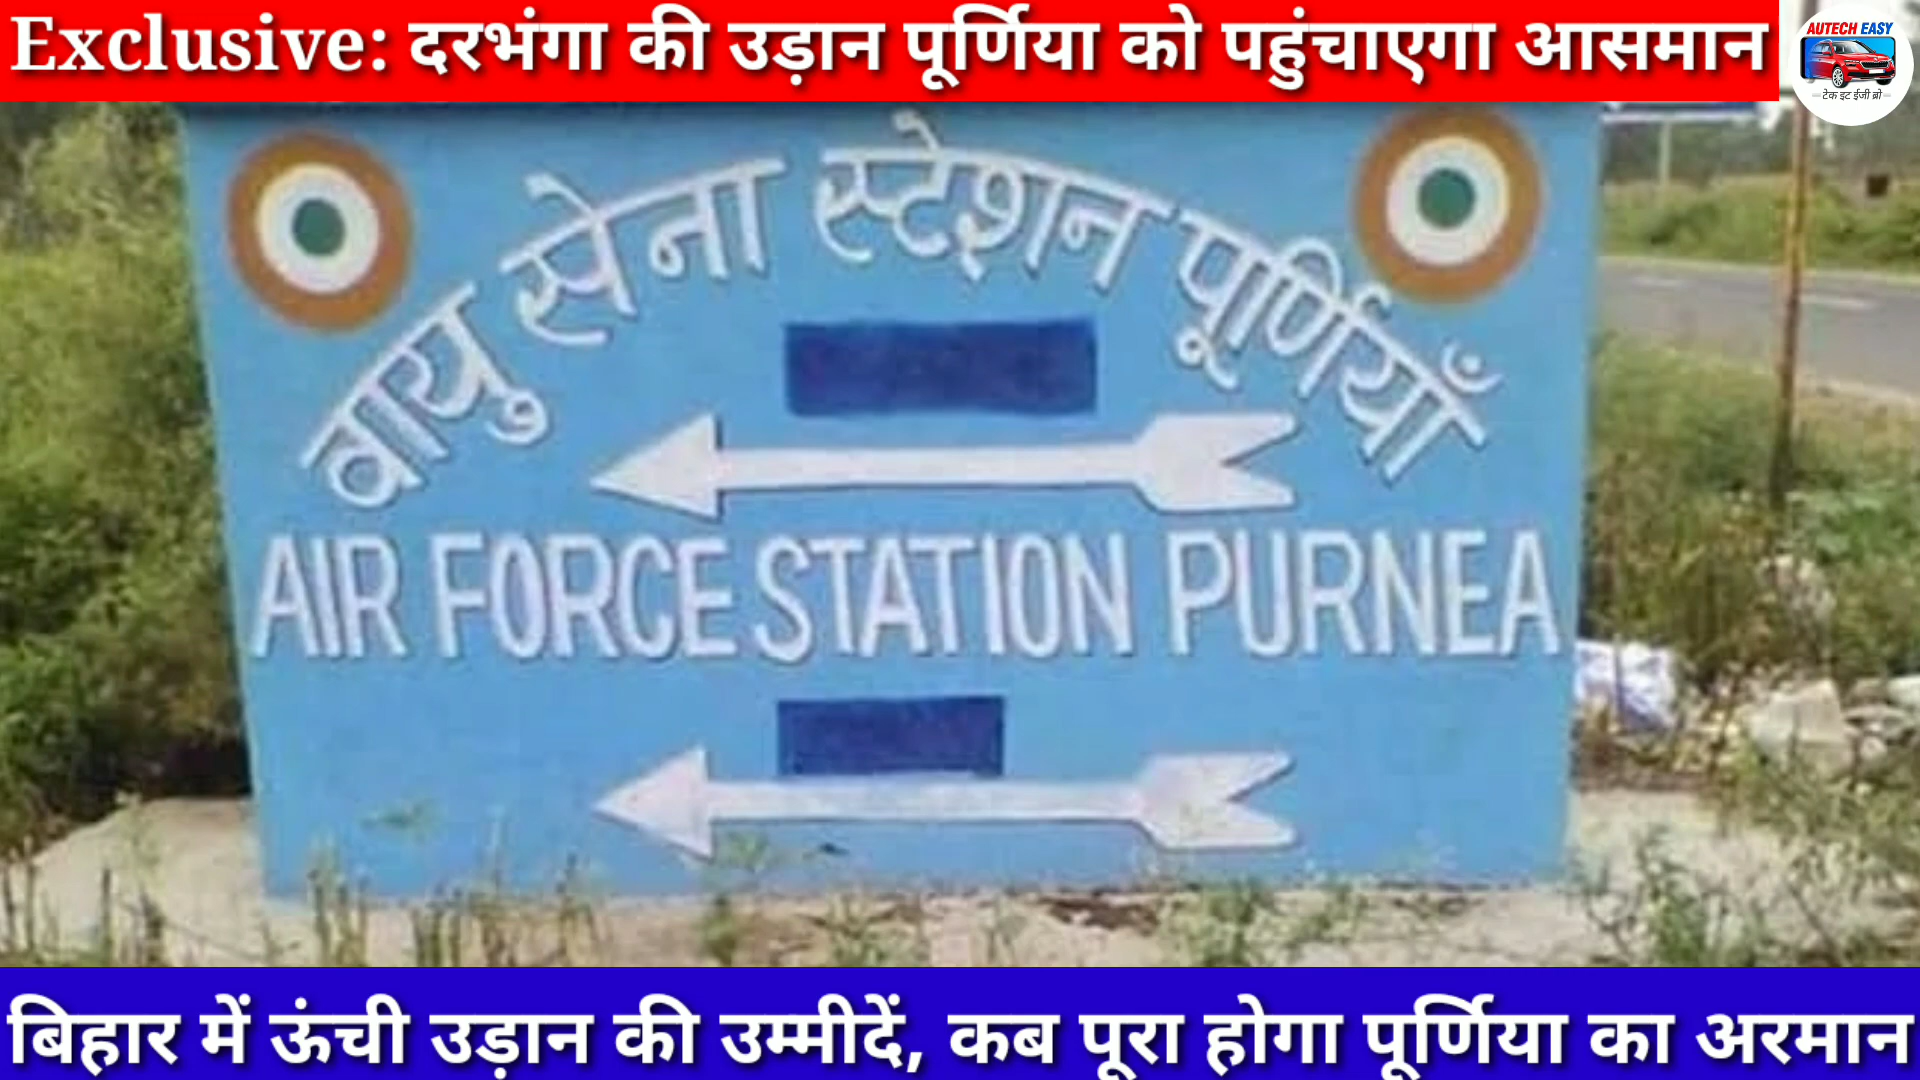 Exclusive: दरभंगा की उड़ान पूर्णिया को पहुंचाएगा आसमान
AUTECH EASY
टेक इट ईजी ब्रो
वायु सेना स्टेशन पूर्णियाँ
AIR FORCE STATION PURNEA
बिहार में ऊंची उड़ान की उम्मीदें, कब पूरा होगा पूर्णिया का अरमान